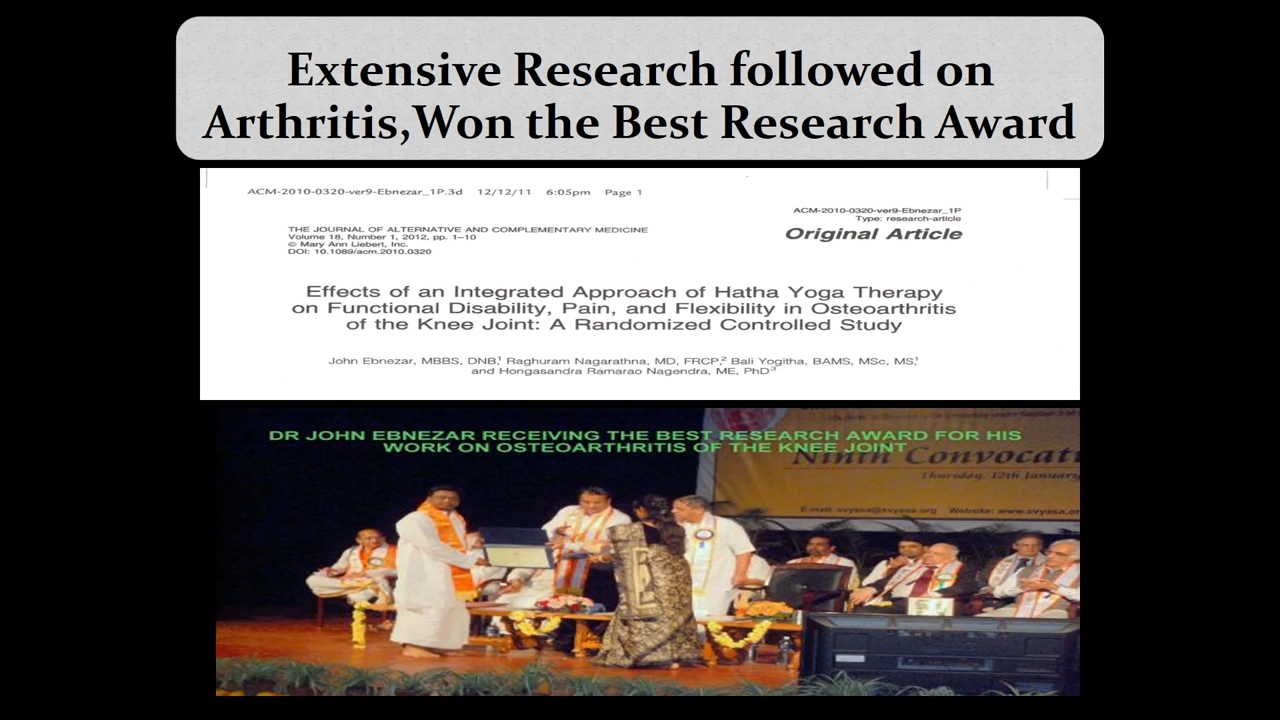 Extensive Research followed on
Arthritis,Won the Best Research Award
ACM-2010-0320-ver9-Ebnezar_1P.3d 12/12/11 6:05pm Page 1
ACM-2010-0320-ver9-Ebnezar_1P
Type: research-article
THE JOURNAL OF ALTERNATIVE AND COMPLEMENTARY MEDICINE
Volume 18, Number 1, 2012, pp. 1–10
© Mary Ann Liebert, Inc.
DOI: 10.1089/acm.2010.0320
Original Article
Effects of an Integrated Approach of Hatha Yoga Therapy
on Functional Disability, Pain, and Flexibility in Osteoarthritis
of the Knee Joint: A Randomized Controlled Study
John Ebnezar, MBBS, DNB,¹ Raghuram Nagarathna, MD, FRCP,² Bali Yogitha, BAMS, MSc, MS,¹
and Hongasandra Ramarao Nagendra, ME, PhD³
DR JOHN EBNEZAR RECEIVING THE BEST RESEARCH AWARD FOR HIS
WORK ON OSTEOARTHRITIS OF THE KNEE JOINT
Ninth Convocati
Thursday, 12th January
E-mail: svyasa@svyasa.org Website: www.svyasa.or